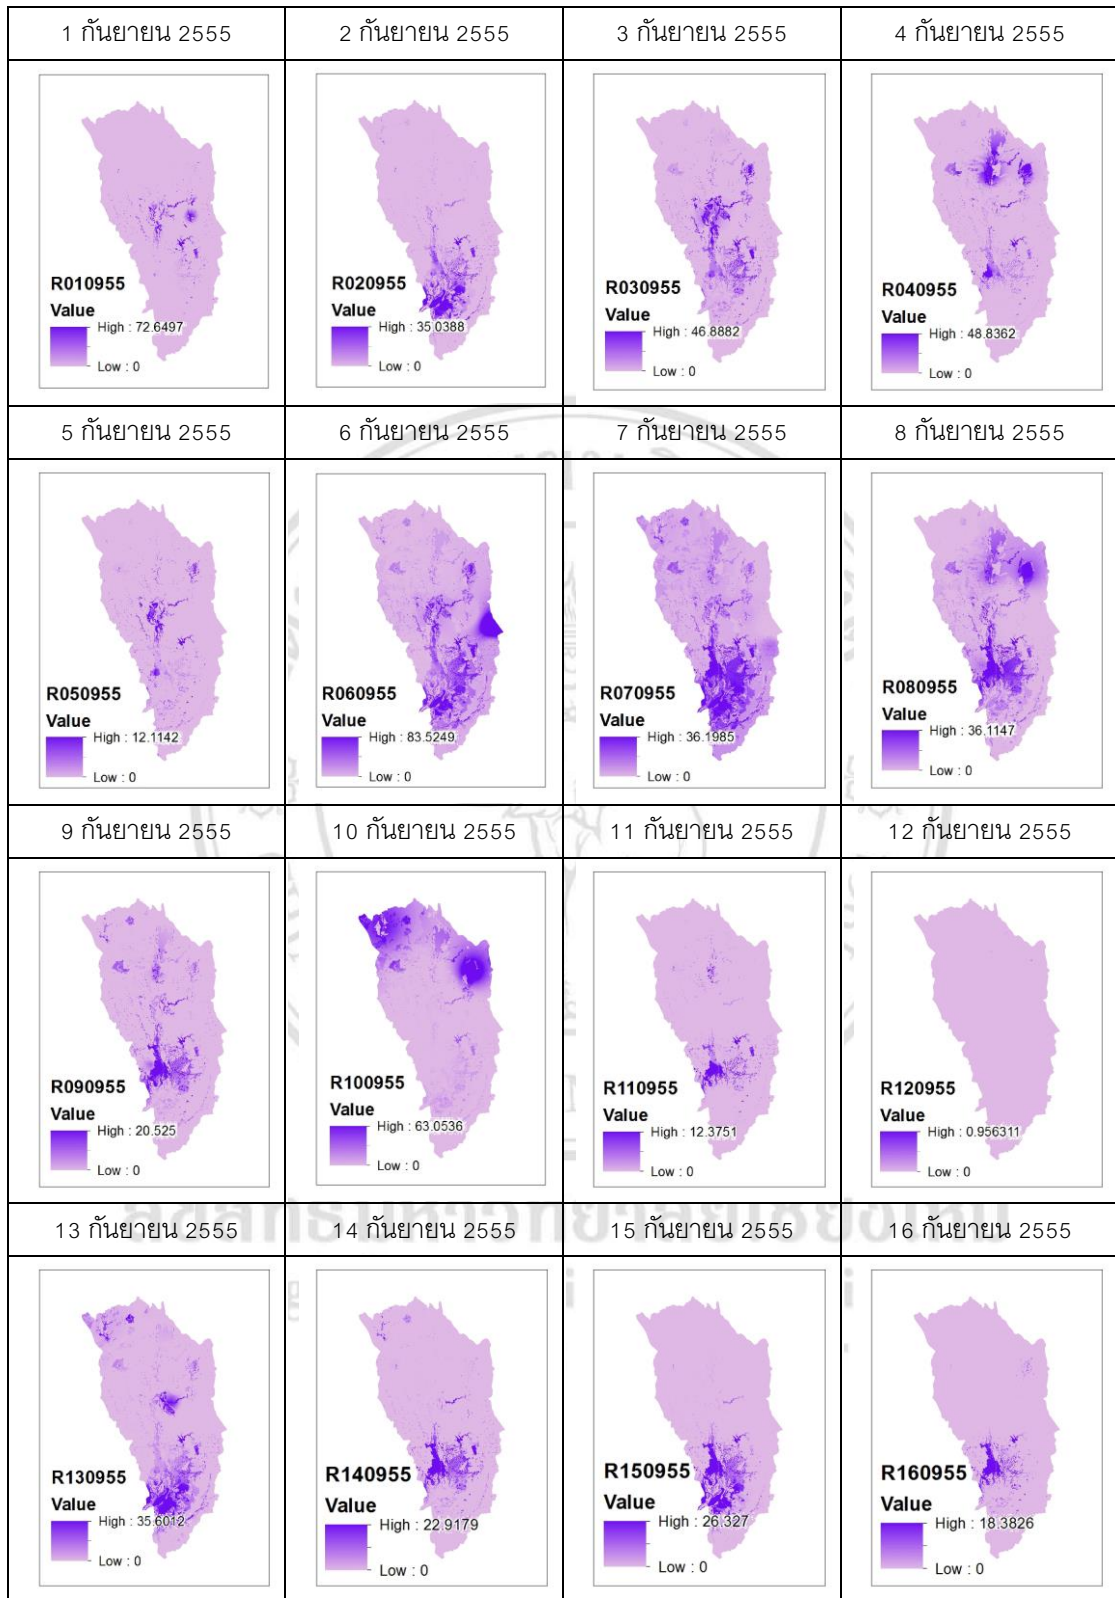 1 กันยายน 2555
2 กันยายน 2555
3 กันยายน 2555
4 กันยายน 2555
R010955
Value
High : 72.6497
Low : 0
R020955
Value
High : 35.0388
Low : 0
R030955
Value
High : 46.8882
Low : 0
R040955
Value
High : 48.8362
Low : 0
5 กันยายน 2555
6 กันยายน 2555
7 กันยายน 2555
8 กันยายน 2555
R050955
Value
High : 12.1142
Low : 0
R060955
Value
High : 83.5249
Low : 0
R070955
Value
High : 36.1985
Low : 0
R080955
Value
High : 36.1147
Low : 0
9 กันยายน 2555
10 กันยายน 2555
11 กันยายน 2555
12 กันยายน 2555
R090955
Value
High : 20.525
Low : 0
R100955
Value
High : 63.0536
Low : 0
R110955
Value
High : 12.3751
Low : 0
R120955
Value
High : 0.956311
Low : 0
13 กันยายน 2555
14 กันยายน 2555
15 กันยายน 2555
16 กันยายน 2555
R130955
Value
High : 35.6012
Low : 0
R140955
Value
High : 22.9179
Low : 0
R150955
Value
High : 26.327
Low : 0
R160955
Value
High : 18.3826
Low : 0